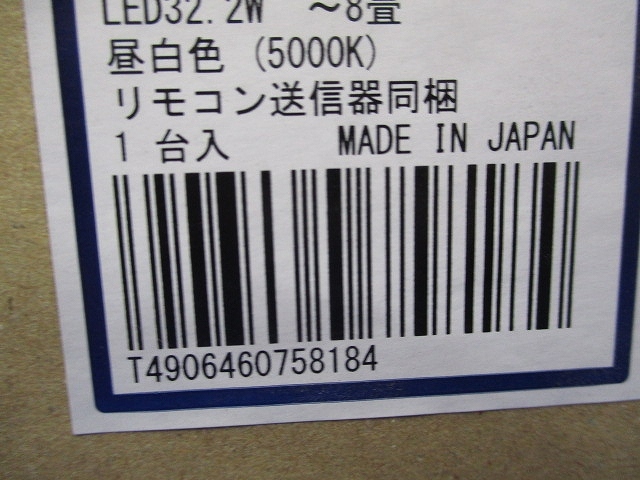 LED32.2W ～8畳
昼白色 (5000K)
リモコン送信器同梱
1 台入 MADE IN JAPAN
T4906460758184